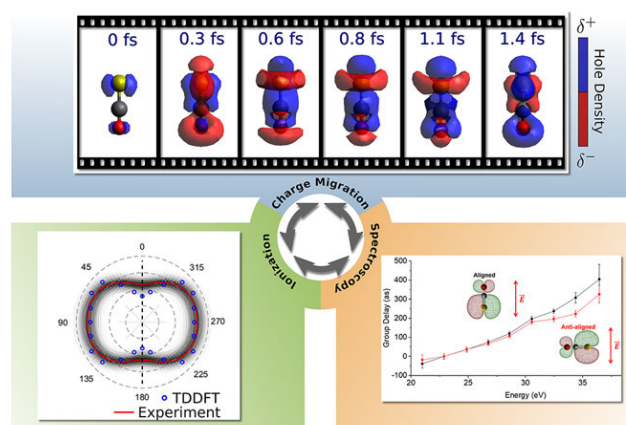 0 fs
0.3 fs
0.6 fs
0.8 fs
1.1 fs
1.4 fs
δ+
Hole Density
δ−
Charge Migration
Ionization
Spectroscopy
0
45
315
90
270
135
225
180
TDDFT
Experiment
500
400
300
200
100
0
-100
Group Delay (as)
Aligned
Anti-aligned
20
25
30
35
Energy (eV)